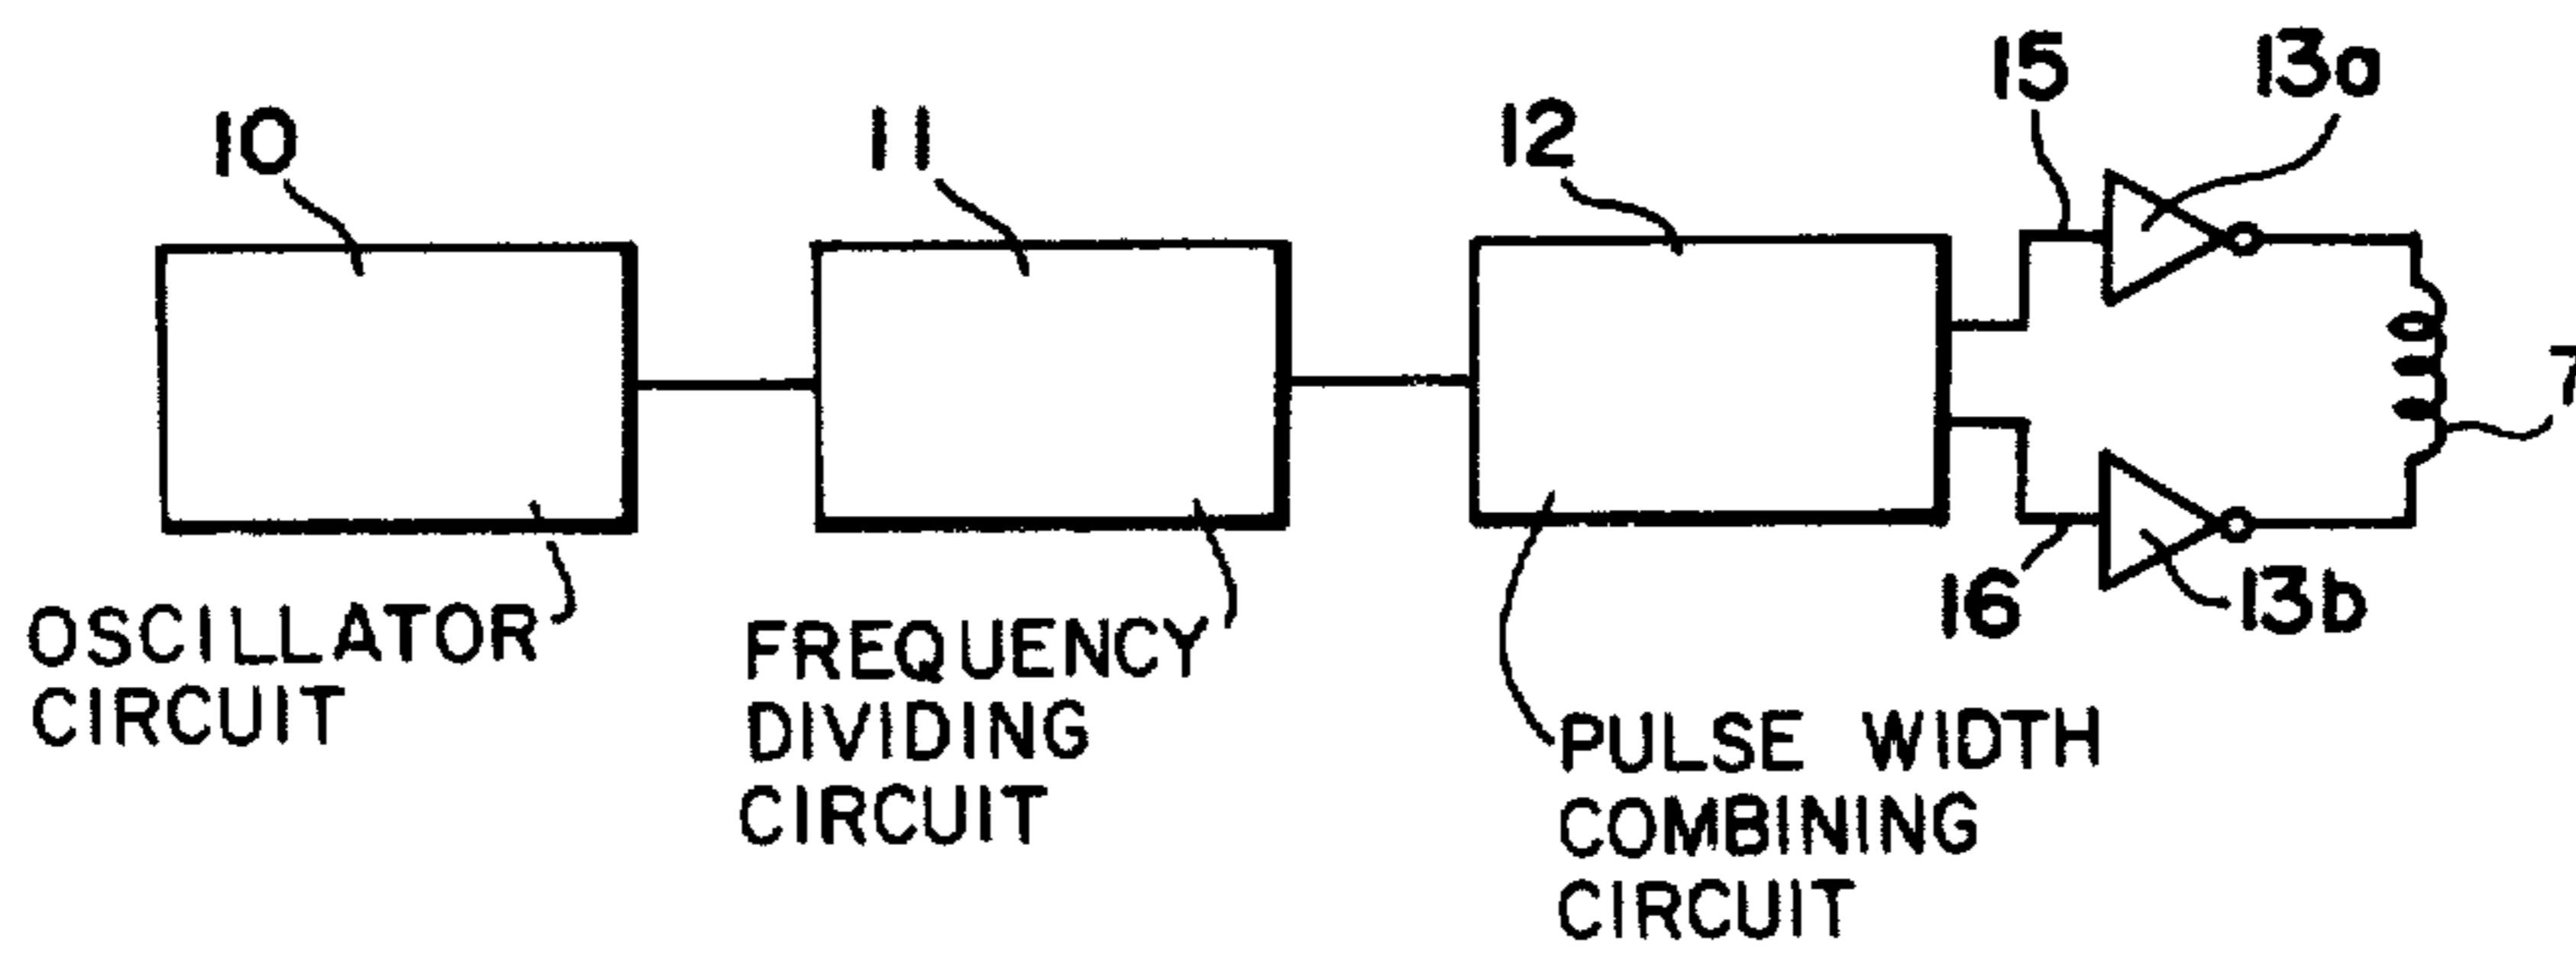 10
11
12
15
13a
7
16
13b
OSCILLATOR
CIRCUIT
FREQUENCY
DIVIDING
CIRCUIT
PULSE WIDTH
COMBINING
CIRCUIT